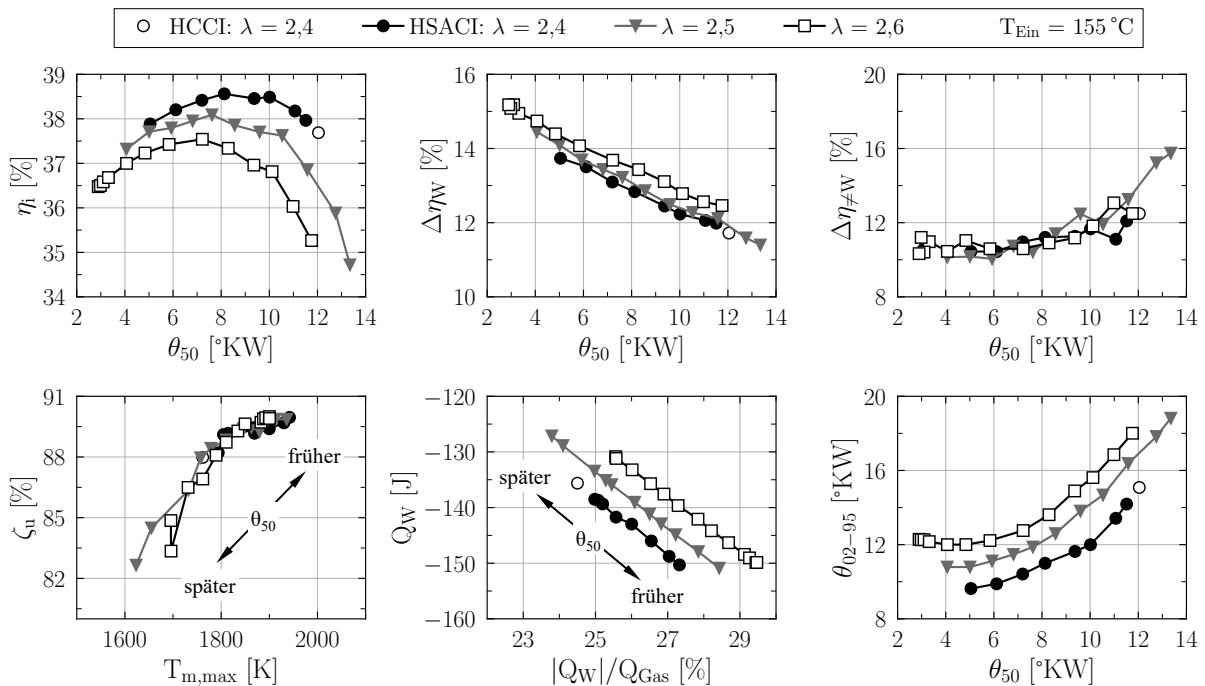 HCCI: λ = 2,4 HSACI: λ = 2,4 λ = 2,5 λ = 2,6 T_Ein = 155 °C
39
38
37
36
35
34
η_i [%]
2 4 6 8 10 12 14
θ_50 [°KW]
16
14
12
10
Δη_W [%]
2 4 6 8 10 12 14
θ_50 [°KW]
20
16
12
8
Δη_≠W [%]
2 4 6 8 10 12 14
θ_50 [°KW]
91
88
85
82
ζ_u [%]
früher
θ_50
später
1600 1800 2000
T_m,max [K]
−120
−130
−140
−150
−160
Q_W [J]
später
θ_50
früher
23 25 27 29
|Q_W|/Q_Gas [%]
20
16
12
8
θ_02−95 [°KW]
2 4 6 8 10 12 14
θ_50 [°KW]